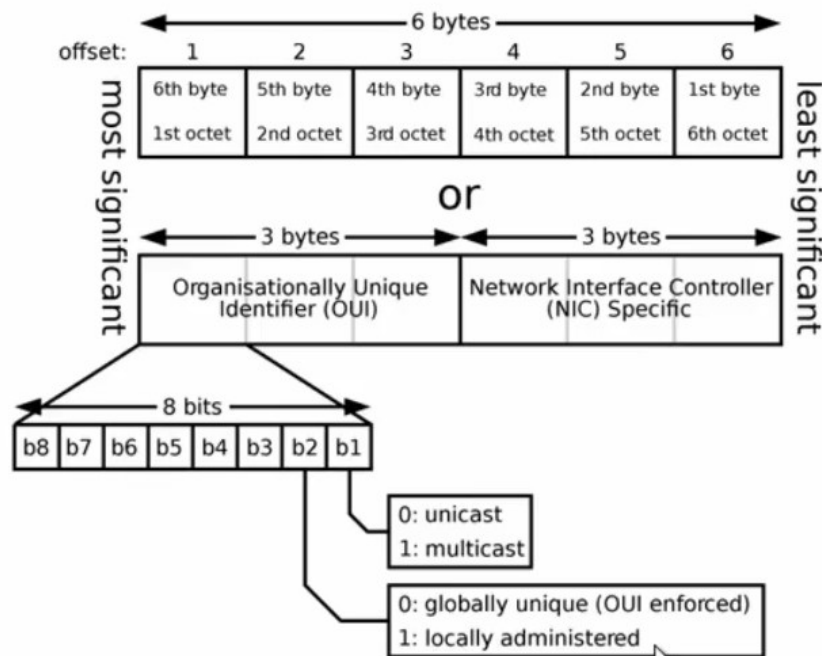 6 bytes
offset: 1 2 3 4 5 6
6th byte 5th byte 4th byte 3rd byte 2nd byte 1st byte
1st octet 2nd octet 3rd octet 4th octet 5th octet 6th octet
most significant
least significant
or
3 bytes 3 bytes
Organisationally Unique
Identifier (OUI)
Network Interface Controller
(NIC) Specific
8 bits
b8 b7 b6 b5 b4 b3 b2 b1
0: unicast
1: multicast
0: globally unique (OUI enforced)
1: locally administered